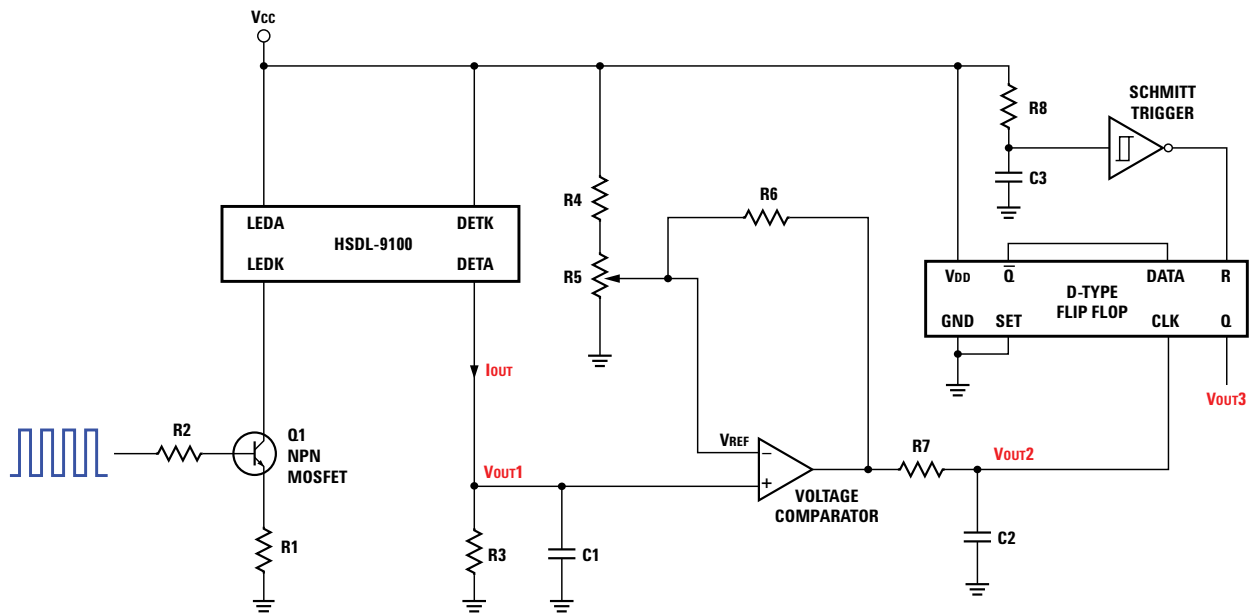 Vcc
SCHMITT
TRIGGER
R8
C3
R6
R4
LEDA
DETK
HSDL-9100
LEDK
DETA
R5
VDD
Q̅
DATA
R
D-TYPE
FLIP FLOP
GND
SET
CLK
Q
IOUT
VOUT3
R2
Q1
NPN
MOSFET
VREF
VOUT1
−
+
R7
VOUT2
VOLTAGE
COMPARATOR
R1
R3
C1
C2